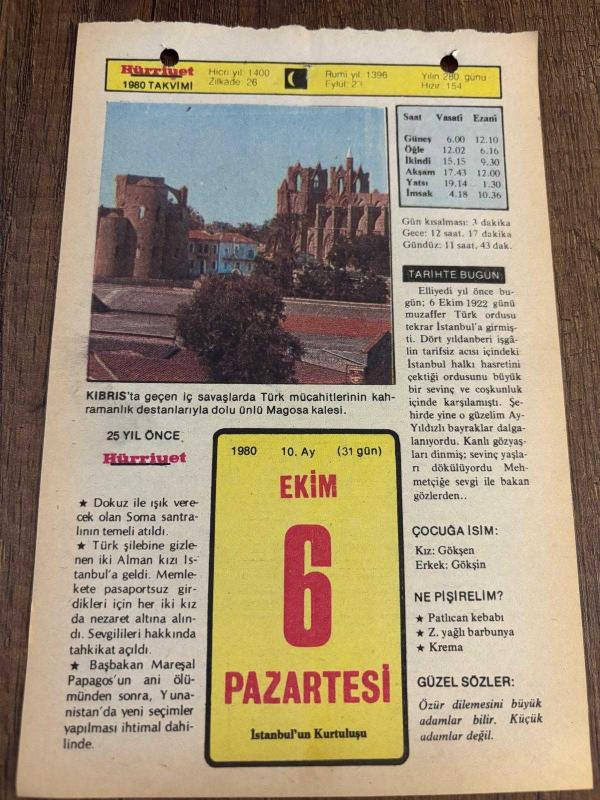 Hürriyet
1980 TAKVİMİ
Hicri yıl: 1400
Zilkade: 26
Rumi yıl: 1396
Eylül: 23
Yılın 280. günü
Hızır: 154
Saat Vasati Ezani
Güneş 6.00 12.10
Öğle 12.02 6.16
İkindi 15.15 9.30
Akşam 17.43 12.00
Yatsı 19.14 1.30
İmsak 4.18 10.36
Gün kısalması: 3 dakika
Gece: 12 saat, 17 dakika
Gündüz: 11 saat, 43 dak.
KIBRIS'ta geçen iç savaşlarda Türk mücahitlerinin kah-
ramanlık destanlarıyla dolu ünlü Magosa kalesi.
TARİHTE BUGÜN:
Elliyedi yıl önce bu-
gün; 6 Ekim 1922 günü
muzaffer Türk ordusu
tekrar İstanbul'a girmiş-
ti. Dört yıldanberi işgâ-
lin tarifsiz acısı içindeki
İstanbul halkı hasretini
çektiği ordusunu büyük
bir sevinç ve coşkunluk
içinde karşılamıştı. Şe-
hirde yine o güzelim Ay-
Yıldızlı bayraklar dalga-
lanıyordu. Kanlı gözyaş-
ları dinmiş; sevinç yaşla-
rı dökülüyordu Meh-
metçiğe sevgi ile bakan
gözlerden..
25 YIL ÖNCE
Hürriyet
★ Dokuz ile ışık vere-
cek olan Soma santra-
lının temeli atıldı.
★ Türk şilebine gizle-
nen iki Alman kızı İs-
tanbul'a geldi. Memle-
kete pasaportsuz gir-
dikleri için her iki kız
da nezaret altına alın-
dı. Sevgilileri hakkında
tahkikat açıldı.
★ Başbakan Mareşal
Papagos'un ani ölü-
münden sonra, Yuna-
nistan'da yeni seçimler
yapılması ihtimal dahi-
linde.
1980 10. Ay (31 gün)
EKİM
6
PAZARTESİ
İstanbul'un Kurtuluşu
ÇOCUĞA İSİM:
Kız: Gökşen
Erkek: Gökşin
NE PİŞİRELİM?
★ Patlıcan kebabı
★ Z. yağlı barbunya
★ Krema
GÜZEL SÖZLER:
Özür dilemesini büyük
adamlar bilir. Küçük
adamlar değil.